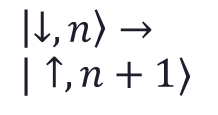 |↓, n⟩ →
| ↑, n + 1⟩